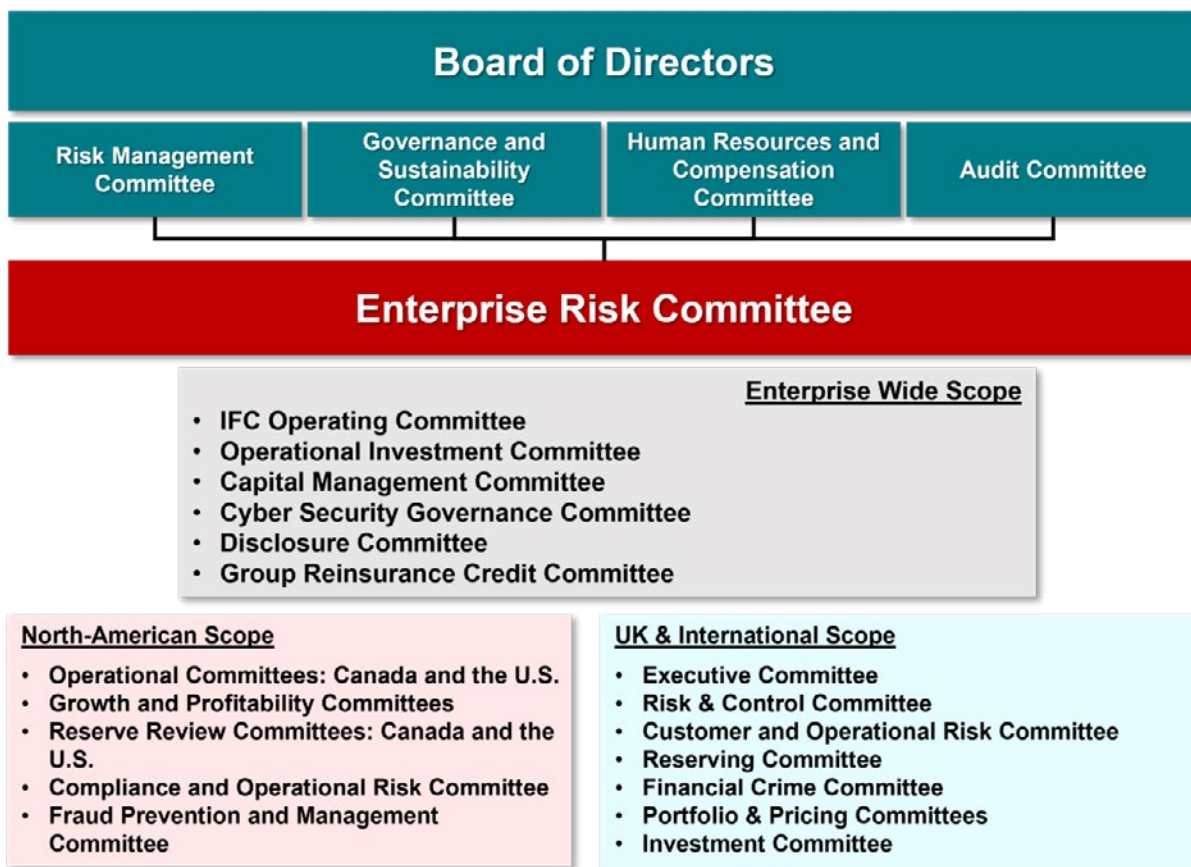 Board of Directors
Risk Management
Committee
Governance and
Sustainability
Committee
Human Resources and
Compensation
Committee
Audit Committee
Enterprise Risk Committee
Enterprise Wide Scope
• IFC Operating Committee
• Operational Investment Committee
• Capital Management Committee
• Cyber Security Governance Committee
• Disclosure Committee
• Group Reinsurance Credit Committee
North-American Scope
• Operational Committees: Canada and the U.S.
• Growth and Profitability Committees
• Reserve Review Committees: Canada and the
U.S.
• Compliance and Operational Risk Committee
• Fraud Prevention and Management
Committee
UK & International Scope
• Executive Committee
• Risk & Control Committee
• Customer and Operational Risk Committee
• Reserving Committee
• Financial Crime Committee
• Portfolio & Pricing Committees
• Investment Committee